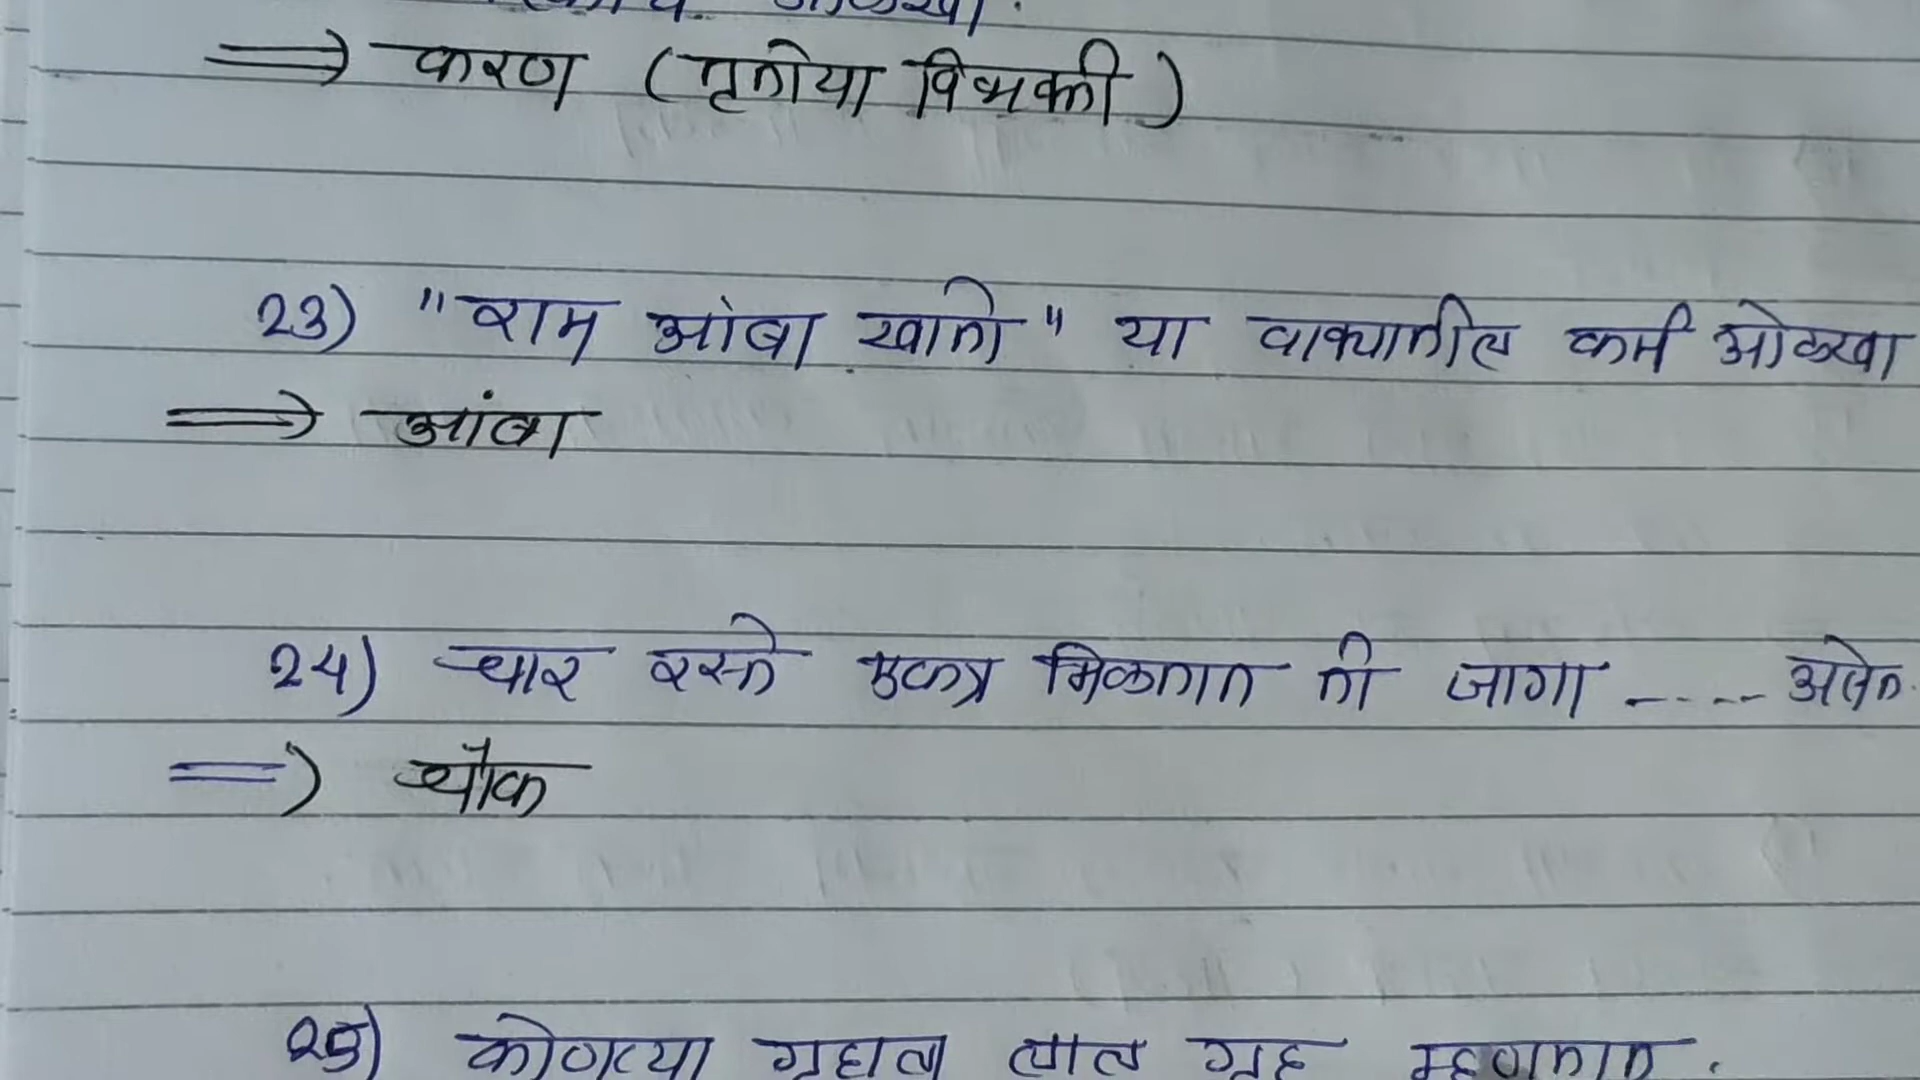 ⇒ करण (तृतीया विभक्ती)
23) "राम आंबा खातो" या वाक्यातील कर्म ओळखा
⇒ आंबा
24) चार रस्ते एकत्र मिळतात ती जागा ----- असते.
=) चौक
25) कोणत्या ग्रहाला लाल ग्रह म्हणतात.